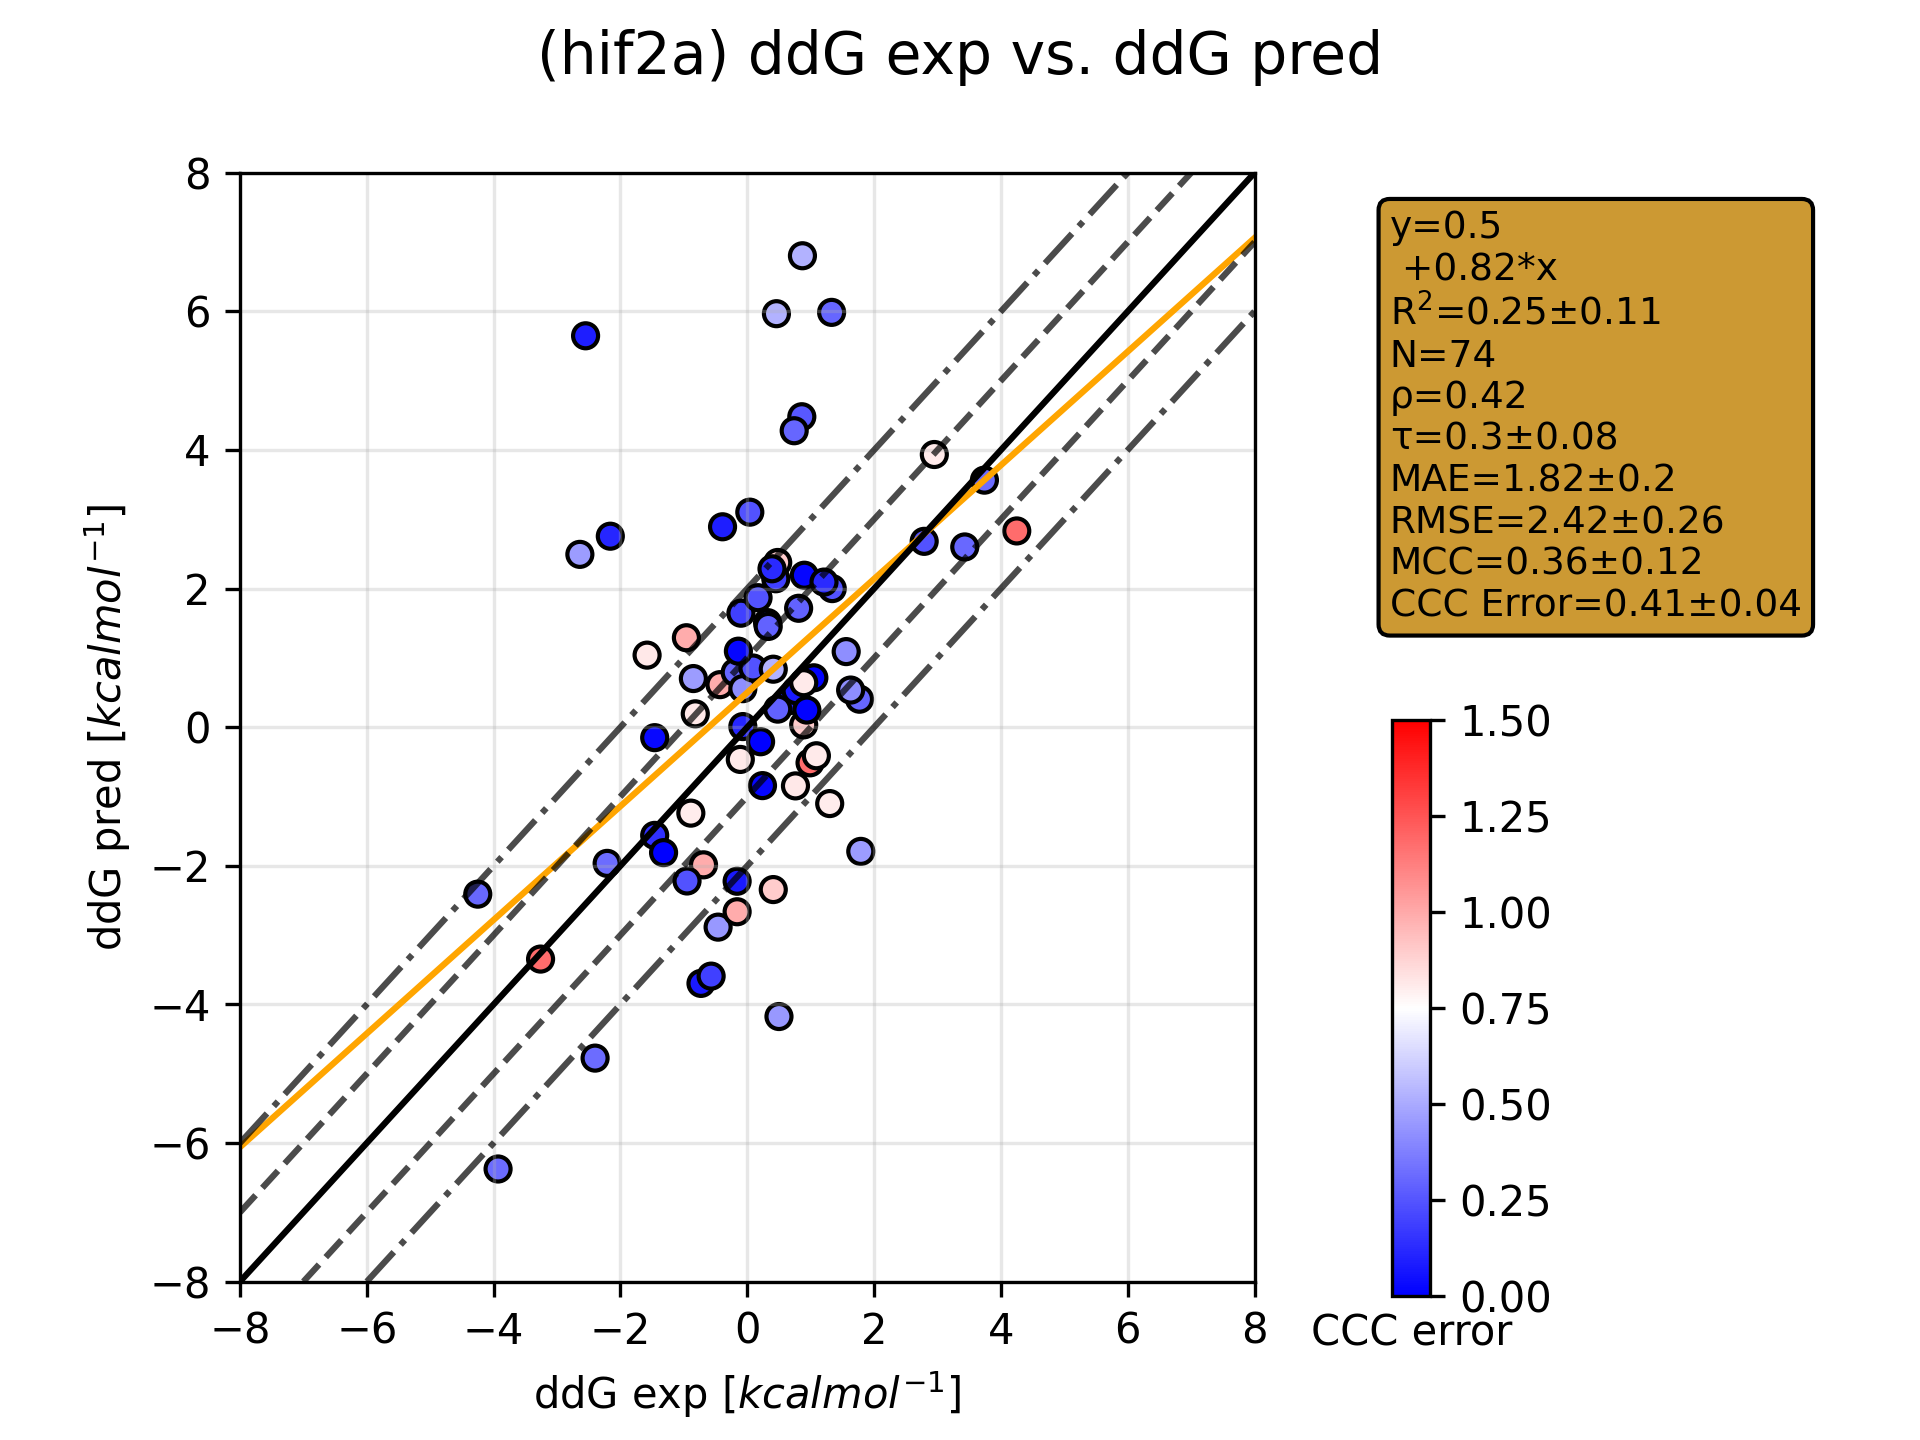 (hif2a) ddG exp vs. ddG pred
8
6
4
2
0
−2
−4
−6
−8
ddG pred [kcalmol⁻¹]
−8 −6 −4 −2 0 2 4 6 8
ddG exp [kcalmol⁻¹]
y=0.5
+0.82*x
R²=0.25±0.11
N=74
ρ=0.42
τ=0.3±0.08
MAE=1.82±0.2
RMSE=2.42±0.26
MCC=0.36±0.12
CCC Error=0.41±0.04
1.50
1.25
1.00
0.75
0.50
0.25
0.00
CCC error